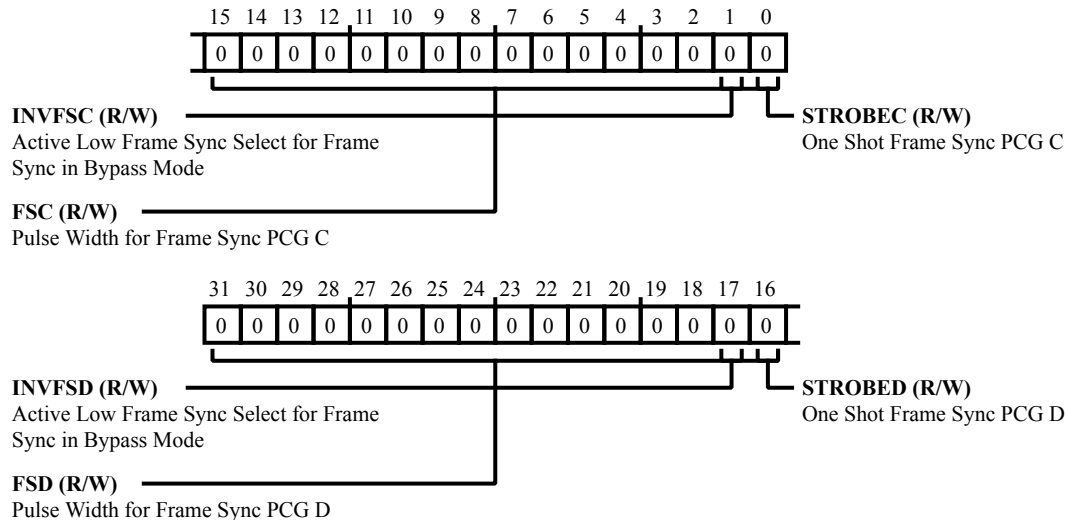 15 14 13 12 11 10 9 8 7 6 5 4 3 2 1 0
0 0 0 0 0 0 0 0 0 0 0 0 0 0 0 0
INVFSC (R/W)
Active Low Frame Sync Select for Frame
Sync in Bypass Mode
STROBEC (R/W)
One Shot Frame Sync PCG C
FSC (R/W)
Pulse Width for Frame Sync PCG C
31 30 29 28 27 26 25 24 23 22 21 20 19 18 17 16
0 0 0 0 0 0 0 0 0 0 0 0 0 0 0 0
INVFSD (R/W)
Active Low Frame Sync Select for Frame
Sync in Bypass Mode
STROBED (R/W)
One Shot Frame Sync PCG D
FSD (R/W)
Pulse Width for Frame Sync PCG D